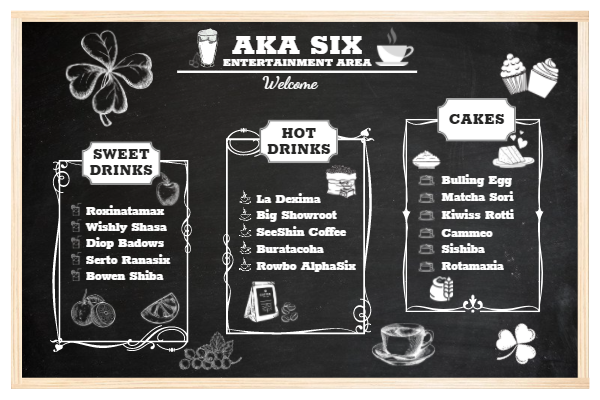 AKA SIX
ENTERTAINMENT AREA
Welcome
SWEET
DRINKS
Roxinatamax
Wishly Shasa
Diop Badows
Serto Ranasix
Bowen Shiba
HOT
DRINKS
La Dexima
Big Showroot
SeeShin Coffee
Buratacoha
Rowbo AlphaSix
CAKES
Bulling Egg
Matcha Sori
Kiwiss Rotti
Cammeo
Sishiba
Rotamaxia